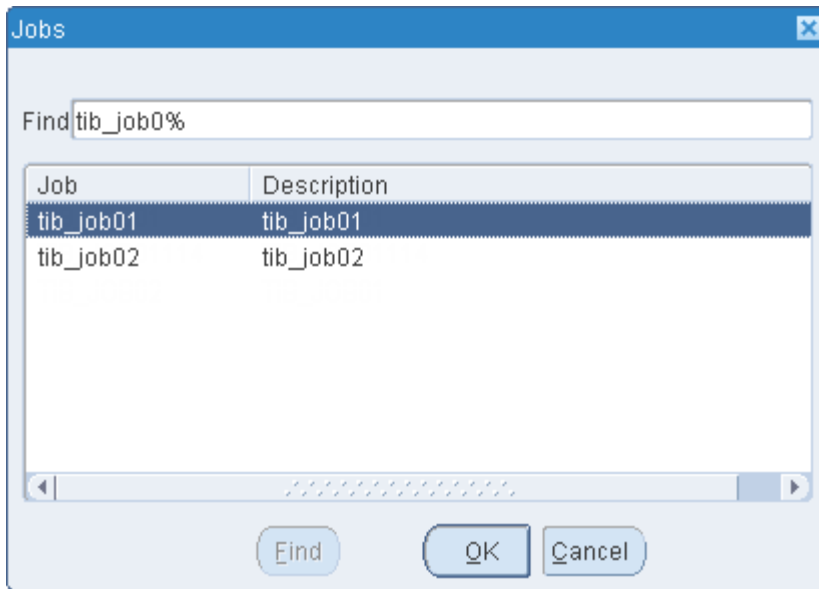 Jobs
Find tib_job0%
Job Description
tib_job01 tib_job01
tib_job02 tib_job02
Find OK Cancel